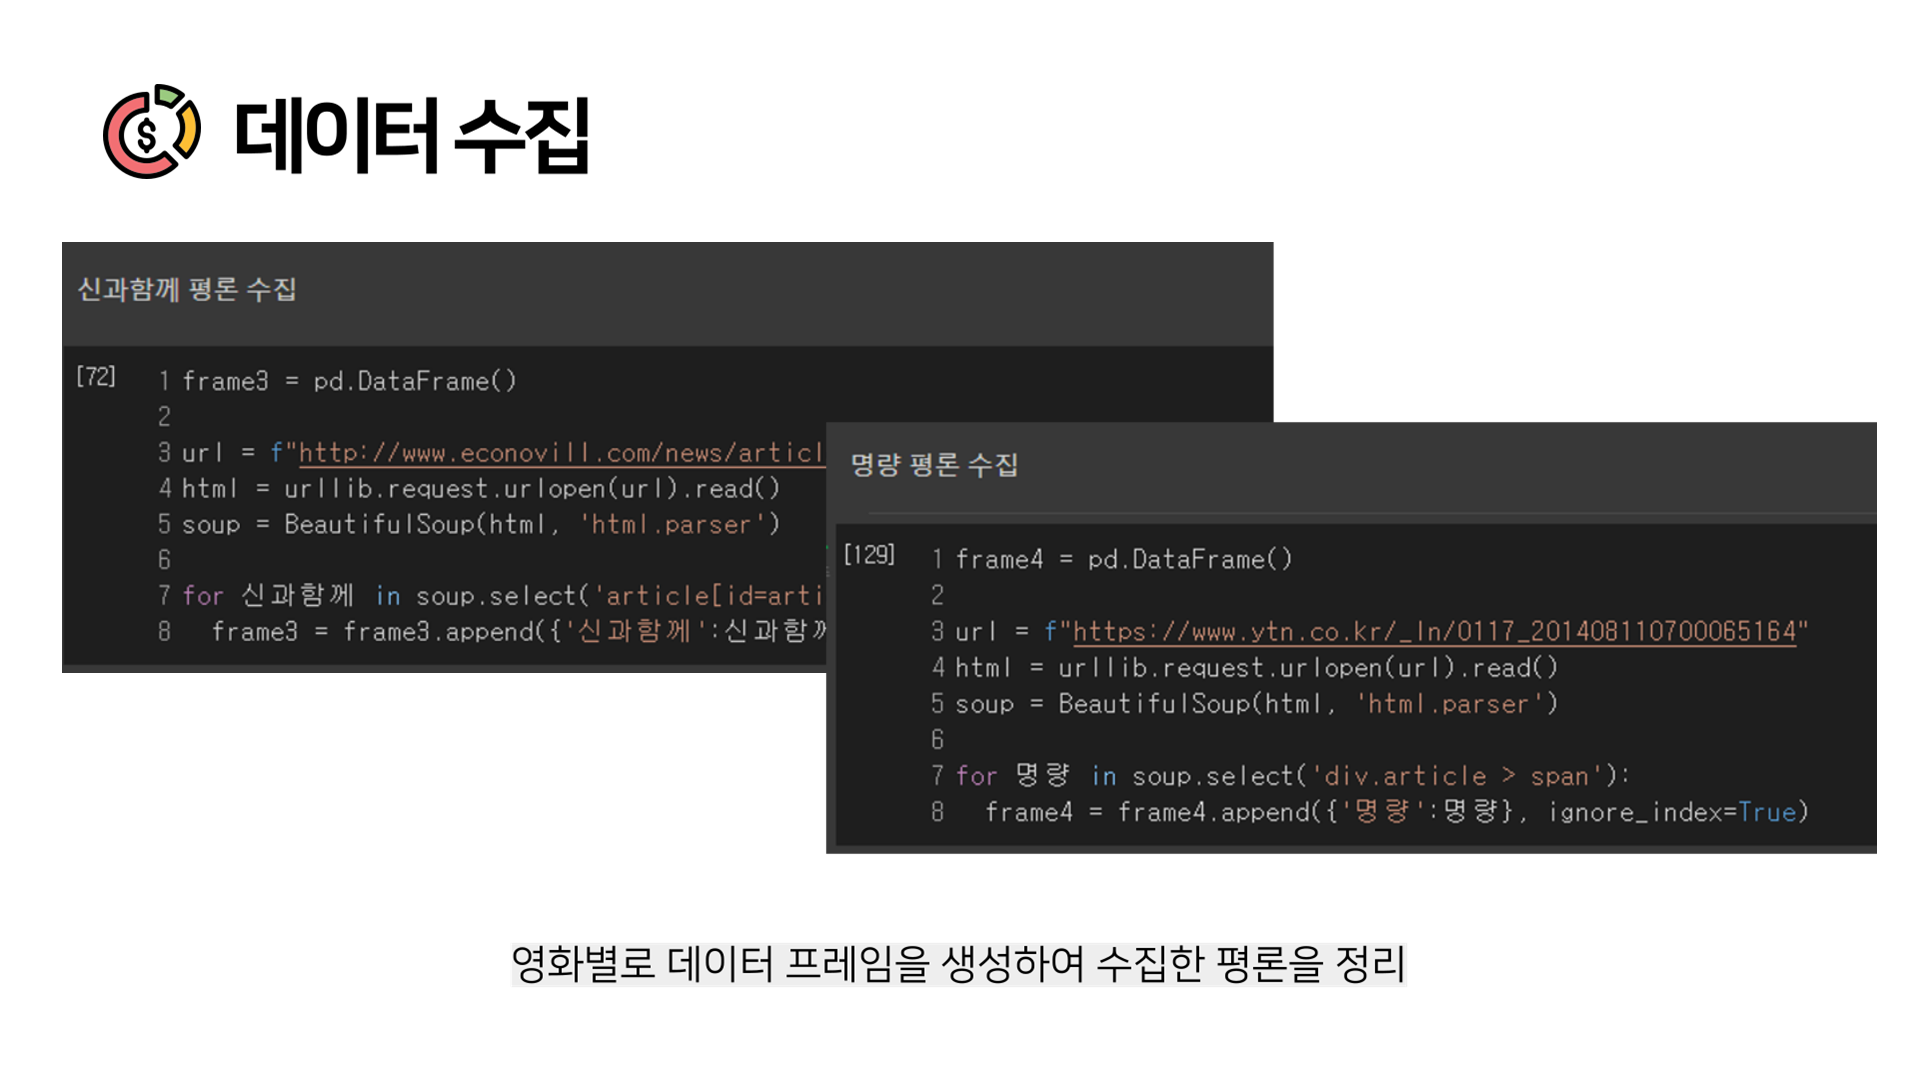 데이터 수집
신과함께 평론 수집
[72]
1 frame3 = pd.DataFrame()
2
3 url = f"http://www.econovill.com/news/articl
4 html = urllib.request.urlopen(url).read()
5 soup = BeautifulSoup(html, 'html.parser')
6
7 for 신과함께 in soup.select('article[id=arti
8 frame3 = frame3.append({'신과함께':신과함께
명량 평론 수집
[129]
1 frame4 = pd.DataFrame()
2
3 url = f"https://www.ytn.co.kr/_ln/0117_201408110700065164"
4 html = urllib.request.urlopen(url).read()
5 soup = BeautifulSoup(html, 'html.parser')
6
7 for 명량 in soup.select('div.article > span'):
8 frame4 = frame4.append({'명량':명량}, ignore_index=True)
영화별로 데이터 프레임을 생성하여 수집한 평론을 정리